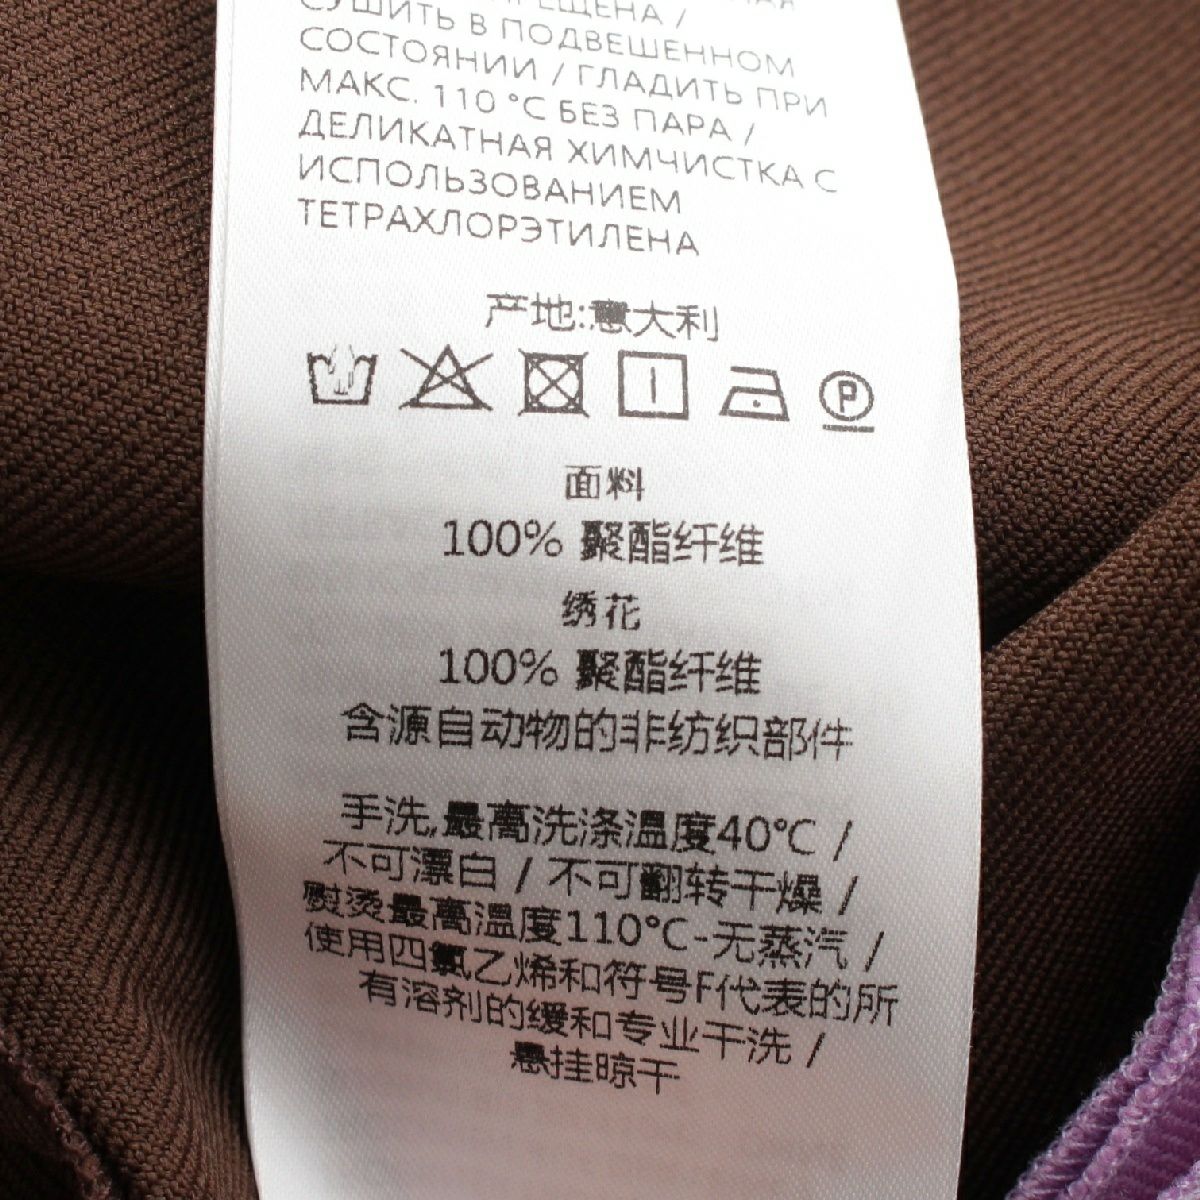 СУШИТЬ В ПОДВЕШЕННОМ
СОСТОЯНИИ / ГЛАДИТЬ ПРИ
МАКС. 110 °C БЕЗ ПАРА /
ДЕЛИКАТНАЯ ХИМЧИСТКА С
ИСПОЛЬЗОВАНИЕМ
ТЕТРАХЛОРЭТИЛЕНА
产地:意大利
P
面料
100% 聚酯纤维
绣花
100% 聚酯纤维
含源自动物的非纺织部件
手洗,最高洗涤温度40°C /
不可漂白 / 不可翻转干燥 /
熨烫最高温度110°C-无蒸汽 /
使用四氯乙烯和符号F代表的所
有溶剂的缓和专业干洗 /
悬挂晾干